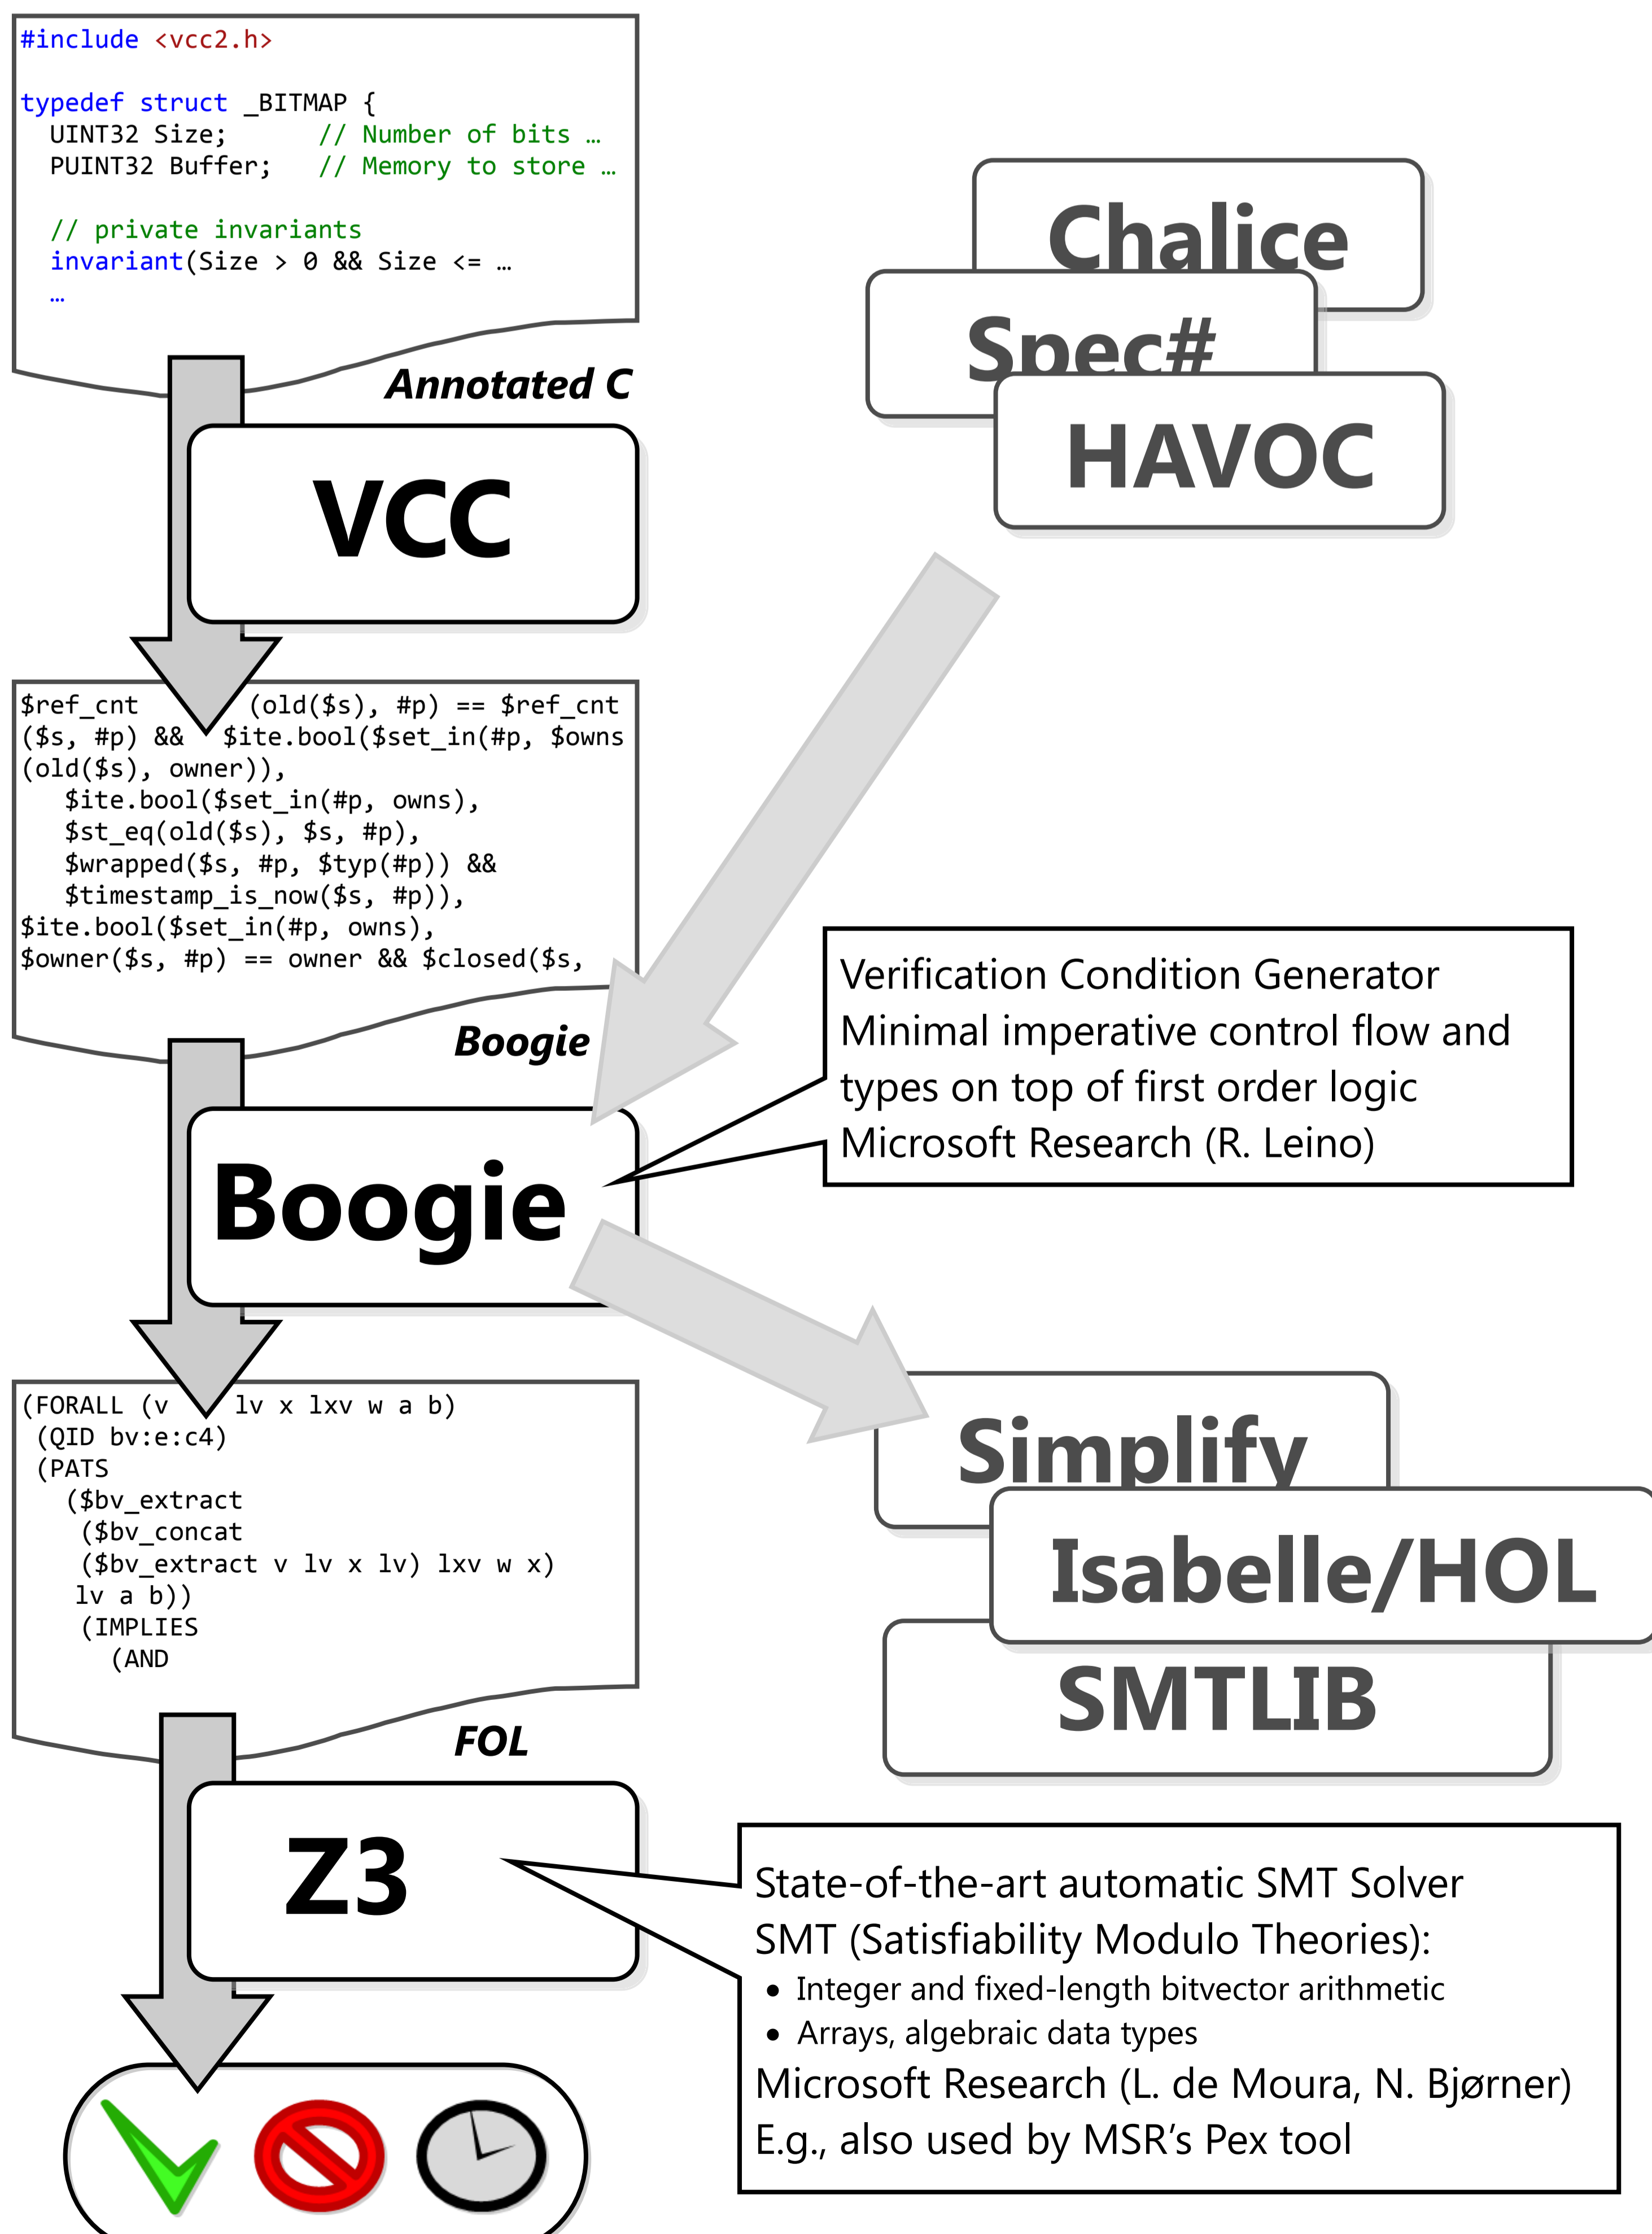 #include <vcc2.h>
typedef struct _BITMAP {
UINT32 Size;       // Number of bits …
PUINT32 Buffer;    // Memory to store …
// private invariants
invariant(Size > 0 && Size <= …
…
Annotated C
VCC
Chalice
Spec#
HAVOC
$ref_cnt (old($s), #p) == $ref_cnt
($s, #p) && $ite.bool($set_in(#p, $owns
(old($s), owner)),
$ite.bool($set_in(#p, owns),
$st_eq(old($s), $s, #p),
$wrapped($s, #p, $typ(#p)) &&
$timestamp_is_now($s, #p)),
$ite.bool($set_in(#p, owns),
$owner($s, #p) == owner && $closed($s,
Boogie
Boogie
Verification Condition Generator
Minimal imperative control flow and
types on top of first order logic
Microsoft Research (R. Leino)
(FORALL (v lv x lxv w a b)
(QID bv:e:c4)
(PATS
($bv_extract
($bv_concat
($bv_extract v lv x lv) lxv w x)
lv a b))
(IMPLIES
(AND
FOL
Simplify
Isabelle/HOL
SMTLIB
Z3
State-of-the-art automatic SMT Solver
SMT (Satisfiability Modulo Theories):
• Integer and fixed-length bitvector arithmetic
• Arrays, algebraic data types
Microsoft Research (L. de Moura, N. Bjørner)
E.g., also used by MSR’s Pex tool